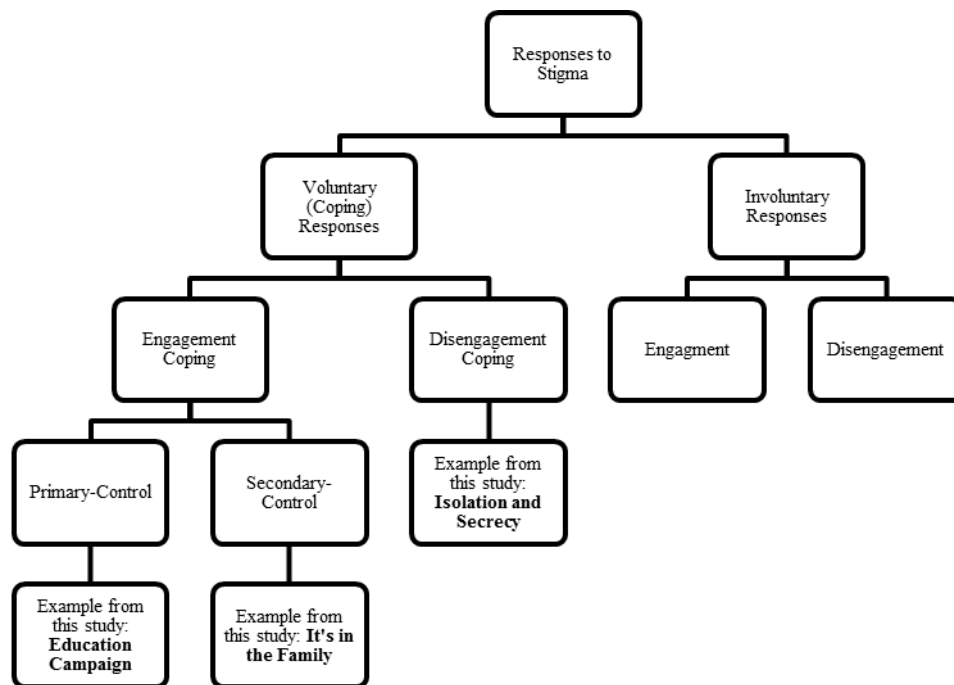 Responses to
Stigma
Voluntary
(Coping)
Responses
Involuntary
Responses
Engagement
Coping
Disengagement
Coping
Engagment
Disengagement
Primary-Control
Secondary-
Control
Example from
this study:
Isolation and
Secrecy
Example from
this study:
Education
Campaign
Example from
this study: It's in
the Family